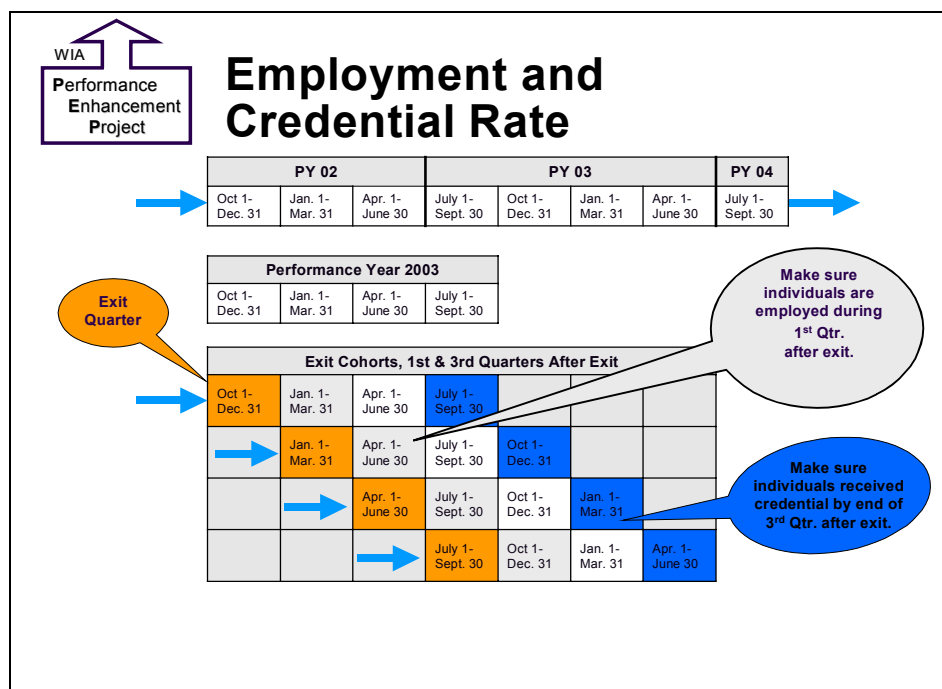 WIA
Performance
Enhancement
Project
Employment and
Credential Rate
PY 02 PY 03 PY 04
Oct 1- Jan. 1- Apr. 1- July 1- Oct 1- Jan. 1- Apr. 1- July 1-
Dec. 31 Mar. 31 June 30 Sept. 30 Dec. 31 Mar. 31 June 30 Sept. 30
Performance Year 2003
Oct 1- Jan. 1- Apr. 1- July 1-
Dec. 31 Mar. 31 June 30 Sept. 30
Exit
Quarter
Make sure
individuals are
employed during
1st Qtr.
after exit.
Exit Cohorts, 1st & 3rd Quarters After Exit
Oct 1- Jan. 1- Apr. 1- July 1-
Dec. 31 Mar. 31 June 30 Sept. 30
Jan. 1- Apr. 1- July 1- Oct 1-
Mar. 31 June 30 Sept. 30 Dec. 31
Apr. 1- July 1- Oct 1- Jan. 1-
June 30 Sept. 30 Dec. 31 Mar. 31
July 1- Oct 1- Jan. 1- Apr. 1-
Sept. 30 Dec. 31 Mar. 31 June 30
Make sure
individuals received
credential by end of
3rd Qtr. after exit.